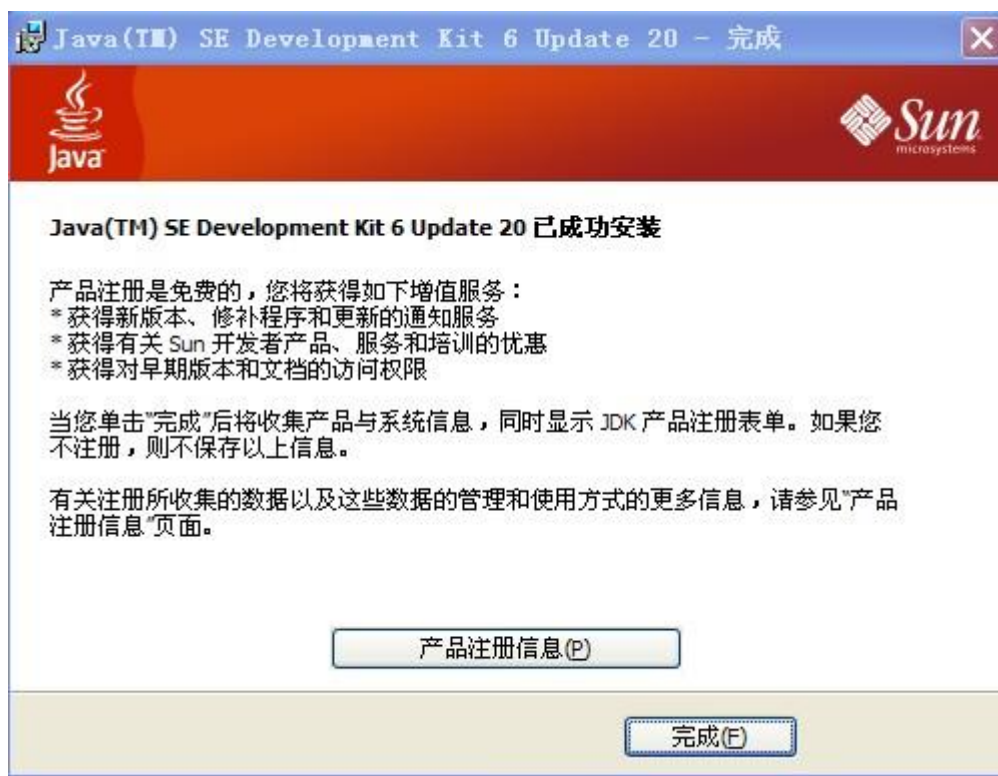 Java(TM) SE Development Kit 6 Update 20 - 完成
Java
Sun
microsystems
Java(TM) SE Development Kit 6 Update 20 已成功安装
产品注册是免费的，您将获得如下增值服务：
* 获得新版本、修补程序和更新的通知服务
* 获得有关 Sun 开发者产品、服务和培训的优惠
* 获得对早期版本和文档的访问权限
当您单击"完成"后将收集产品与系统信息，同时显示 JDK 产品注册表单。如果您
不注册，则不保存以上信息。
有关注册所收集的数据以及这些数据的管理和使用方式的更多信息，请参见"产品
注册信息"页面。
产品注册信息(P)
完成(F)